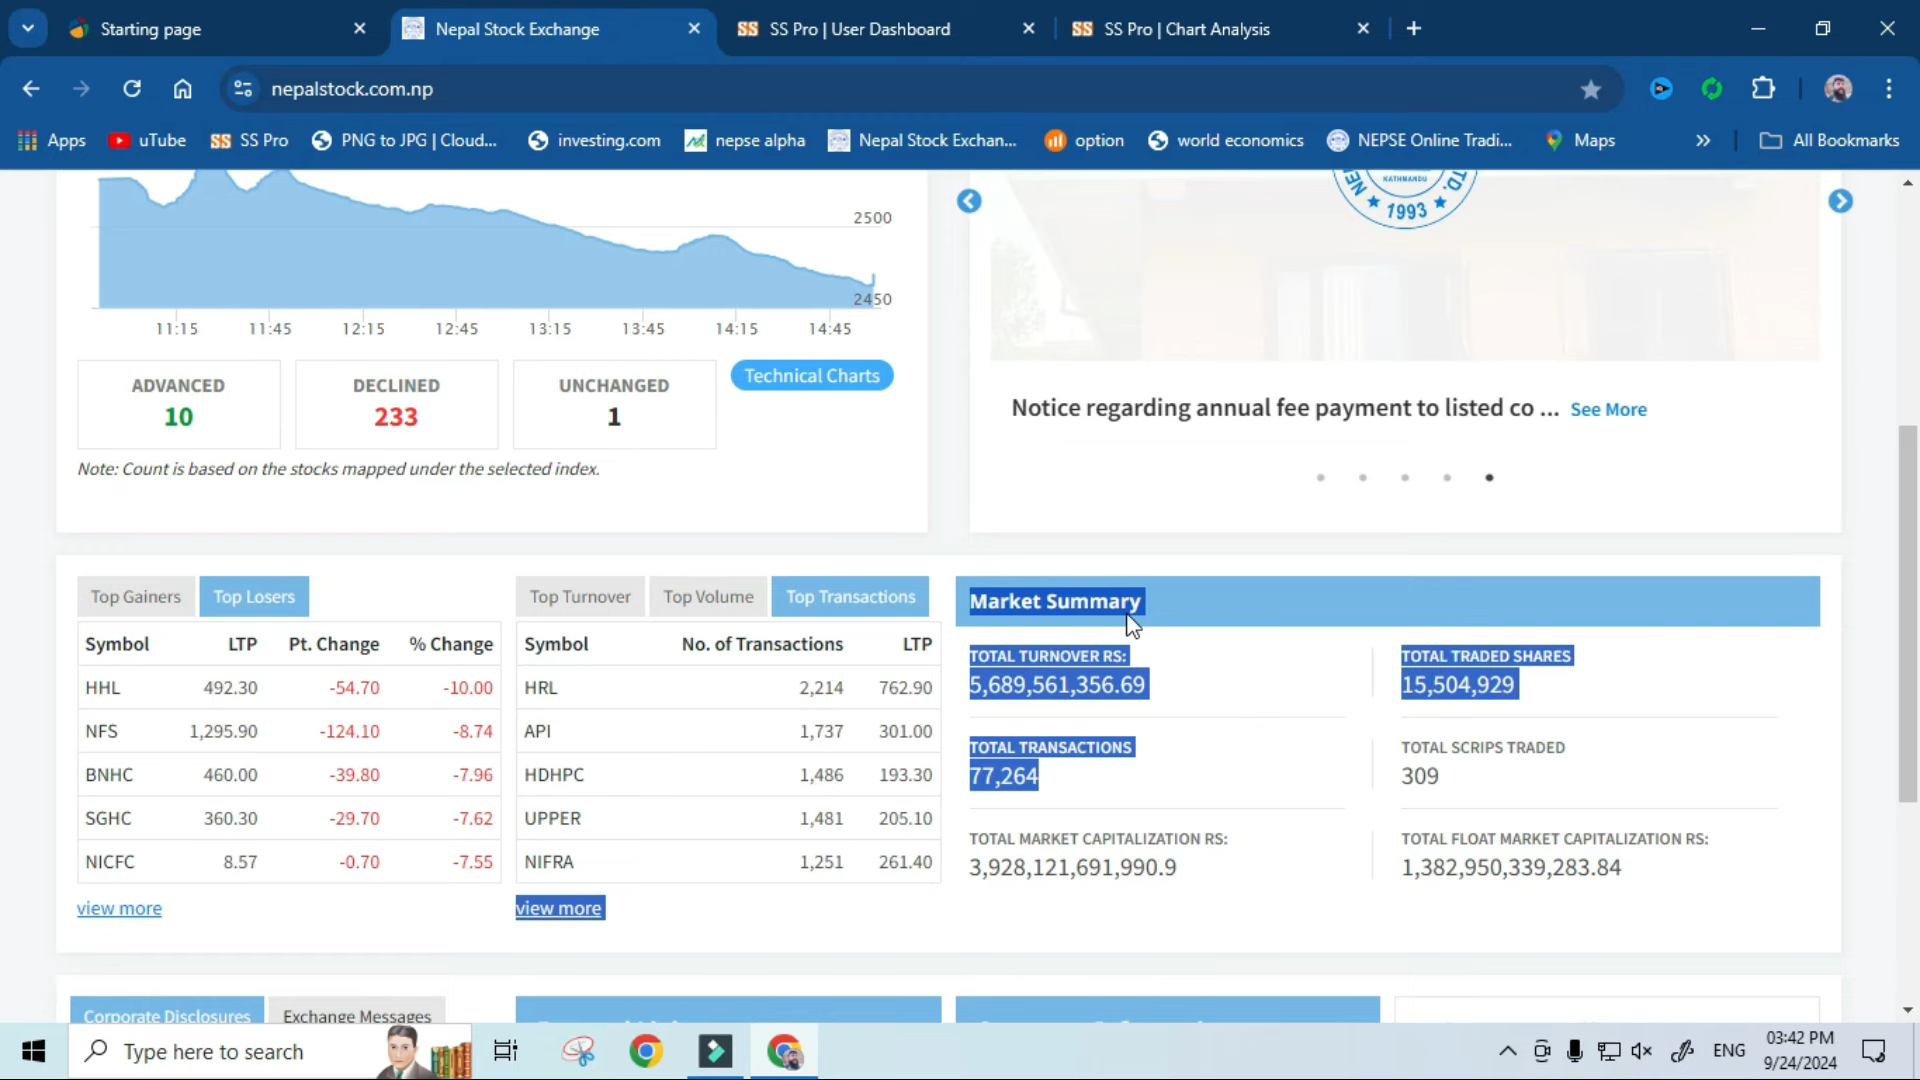 Starting page
Nepal Stock Exchange
SS Pro | User Dashboard
SS Pro | Chart Analysis
nepalstock.com.np
Apps
uTube
SS Pro
PNG to JPG | Cloud...
investing.com
nepse alpha
Nepal Stock Exchan...
option
world economics
NEPSE Online Tradi...
Maps
All Bookmarks
2500
2450
11:15 11:45 12:15 12:45 13:15 13:45 14:15 14:45
ADVANCED
10
DECLINED
233
UNCHANGED
1
Technical Charts
Note: Count is based on the stocks mapped under the selected index.
KATHMANDU
LTD.
1993
Notice regarding annual fee payment to listed co ... See More
Top Gainers Top Losers
Symbol LTP Pt. Change % Change
HHL 492.30 -54.70 -10.00
NFS 1,295.90 -124.10 -8.74
BNHC 460.00 -39.80 -7.96
SGHC 360.30 -29.70 -7.62
NICFC 8.57 -0.70 -7.55
view more
Top Turnover Top Volume Top Transactions
Symbol No. of Transactions LTP
HRL 2,214 762.90
API 1,737 301.00
HDHPC 1,486 193.30
UPPER 1,481 205.10
NIFRA 1,251 261.40
view more
Market Summary
TOTAL TURNOVER RS:
5,689,561,356.69
TOTAL TRADED SHARES
15,504,929
TOTAL TRANSACTIONS
77,264
TOTAL SCRIPS TRADED
309
TOTAL MARKET CAPITALIZATION RS:
3,928,121,691,990.9
TOTAL FLOAT MARKET CAPITALIZATION RS:
1,382,950,339,283.84
Corporate Disclosures Exchange Messages
Type here to search
ENG
03:42 PM
9/24/2024